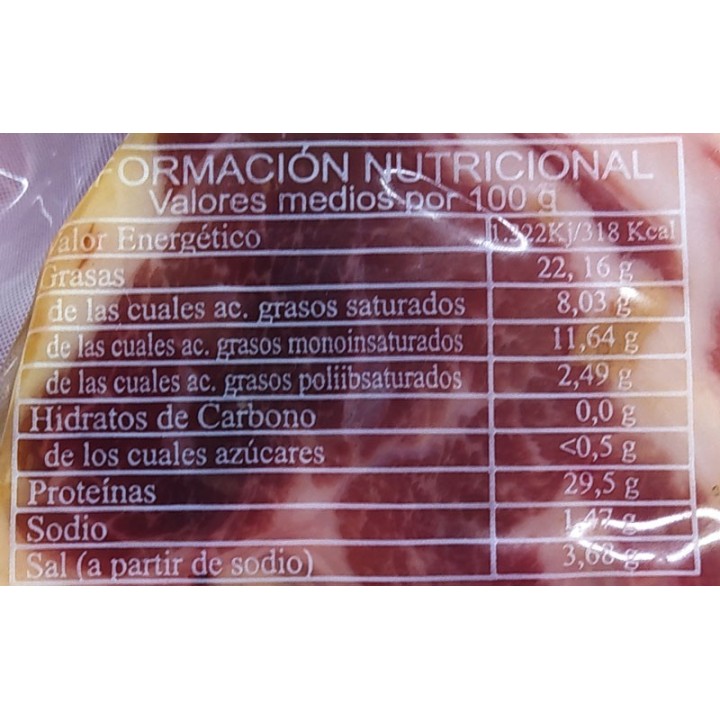 FORMACIÓN NUTRICIONAL
Valores medios por 100 g
alor Energético 1.322Kj/318 Kcal
Grasas 22, 16 g
de las cuales ac. grasos saturados 8,03 g
de las cuales ac. grasos monoinsaturados 11,64 g
de las cuales ac. grasos poliibsaturados 2,49 g
Hidratos de Carbono 0,0 g
de los cuales azúcares <0,5 g
Proteínas 29,5 g
Sodio 1,47 g
Sal (a partir de sodio) 3,68 g